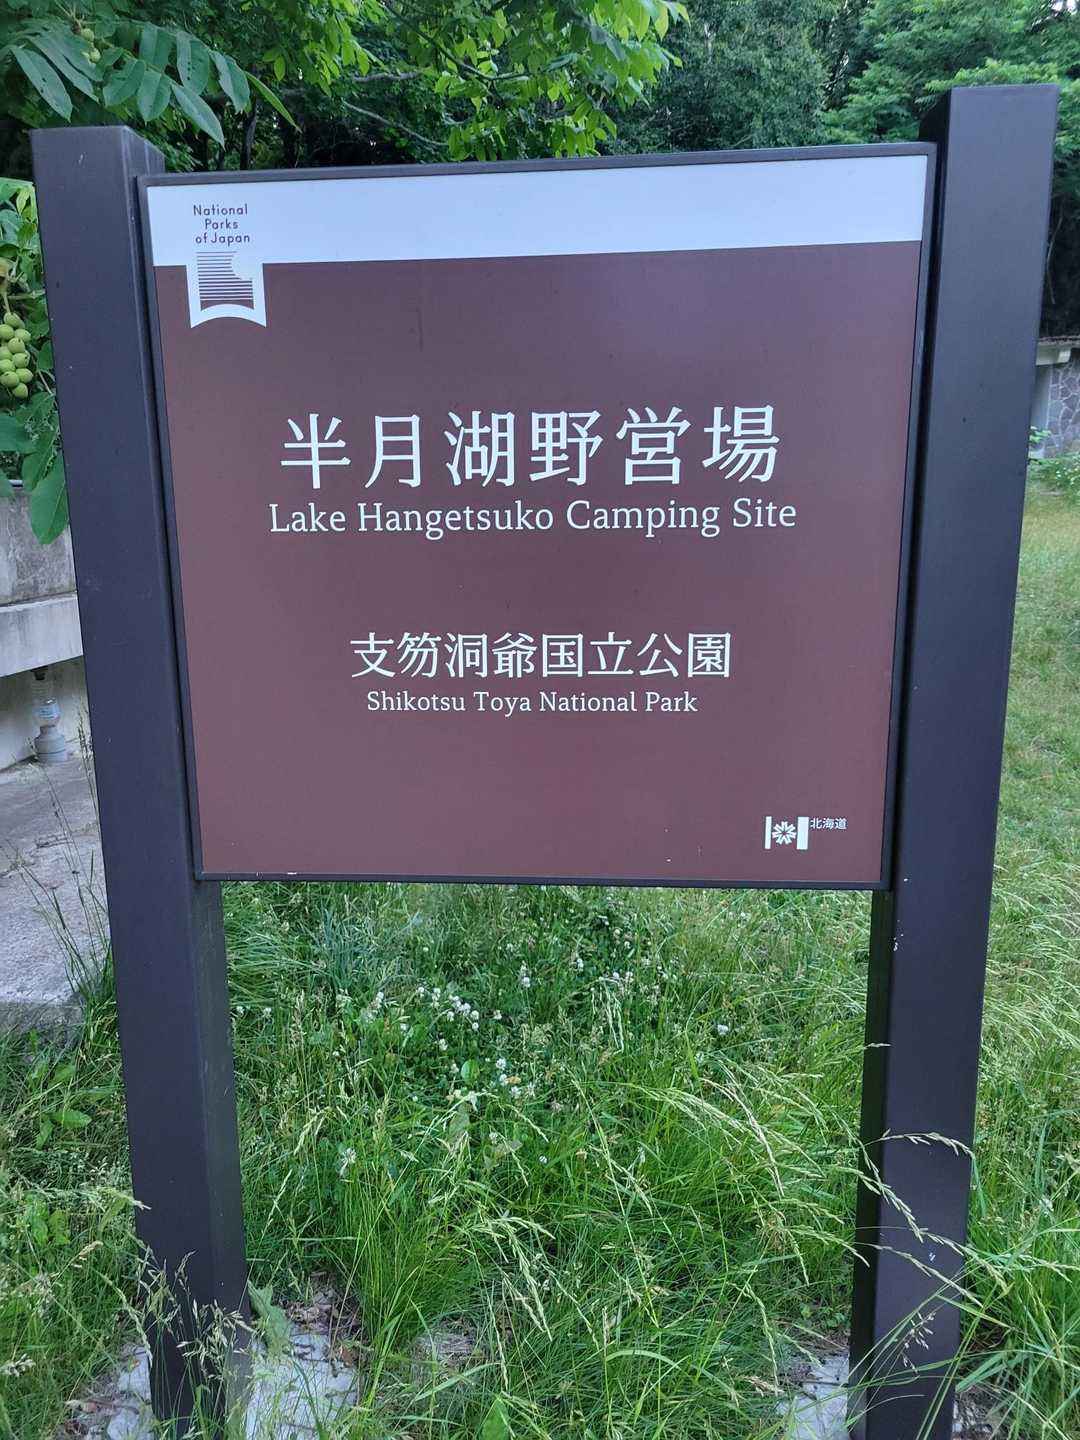 National
Parks
of Japan
半月湖野営場
Lake Hangetsuko Camping Site
支笏洞爺国立公園
Shikotsu Toya National Park
北海道